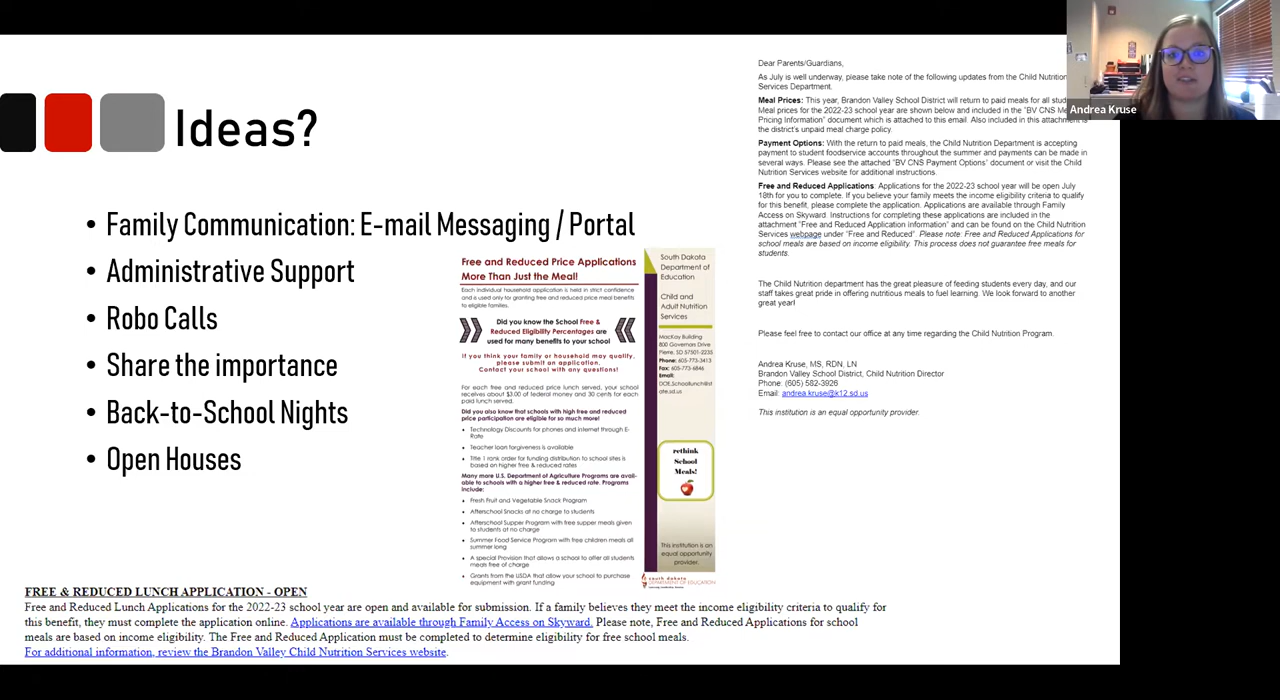 Ideas?
• Family Communication: E-mail Messaging / Portal
• Administrative Support
• Robo Calls
• Share the importance
• Back-to-School Nights
• Open Houses
Free and Reduced Price Applications
More Than Just the Meal!
Each individual household application is held in strict confidence
and is used only for granting free and reduced price meal benefits
to eligible families.
Did you know the School Free &
Reduced Eligibility Percentages are
used for many benefits to your school
If you think your family or household may qualify,
please submit an application.
Contact your school with any questions!
For each free and reduced price lunch served, your school
receives about $3.00 of federal money and 30 cents for each
paid lunch served.
Did you also know that schools with high free and reduced
price participation are eligible for so much more!
• Technology Discounts for phones and internet through E-
Rate
• Teacher loan forgiveness is available
• Title 1 rank order for funding distribution to school sites is
based on higher free & reduced rates
Many more U.S. Department of Agriculture Programs are avail-
able to schools with a higher free & reduced rate. Programs
include:
• Fresh Fruit and Vegetable Snack Program
• Afterschool Snacks at no charge to students
• Afterschool Supper Program with free supper meals given
to students at no charge
• Summer Food Service Program with free children meals all
summer long
• A special Provision that allows a school to offer all students
meals free of charge
• Grants from the USDA that allow your school to purchase
equipment with grant funding
South Dakota
Department of
Education
Child and
Adult Nutrition
Services
MacKay Building
800 Governors Drive
Pierre, SD 57501-2235
Phone: 605-773-3413
Fax: 605-773-6846
Email:
DOE.Schoollunch@st
ate.sd.us
rethink
School
Meals!
This institution is an
equal opportunity
provider.
south dakota
DEPARTMENT OF EDUCATION
Dear Parents/Guardians,
As July is well underway, please take note of the following updates from the Child Nutrition
Services Department.
Meal Prices: This year, Brandon Valley School District will return to paid meals for all
Meal prices for the 2022-23 school year are shown below and included in the "BV CNS
Pricing Information" document which is attached to this email. Also included in this attachment is
the district's unpaid meal charge policy.
Payment Options: With the return to paid meals, the Child Nutrition Department is accepting
payment to student foodservice accounts throughout the summer and payments can be made in
several ways. Please see the attached "BV CNS Payment Options" document or visit the Child
Nutrition Services website for additional instructions.
Free and Reduced Applications: Applications for the 2022-23 school year will be open July
18th for you to complete. If you believe your family meets the income eligibility criteria to qualify
for this benefit, please complete the application. Applications are available through Family
Access on Skyward. Instructions for completing these applications are included in the
attachment "Free and Reduced Application information" and can be found on the Child Nutrition
Services webpage under "Free and Reduced". Please note: Free and Reduced Applications for
school meals are based on income eligibility. This process does not guarantee free meals for
students.
The Child Nutrition department has the great pleasure of feeding students every day, and our
staff takes great pride in offering nutritious meals to fuel learning. We look forward to another
great year!
Please feel free to contact our office at any time regarding the Child Nutrition Program.
Andrea Kruse, MS, RDN, LN
Brandon Valley School District, Child Nutrition Director
Phone: (605) 582-3926
Email: andrea.kruse@k12.sd.us
This institution is an equal opportunity provider.
Andrea Kruse
FREE & REDUCED LUNCH APPLICATION - OPEN
Free and Reduced Lunch Applications for the 2022-23 school year are open and available for submission. If a family believes they meet the income eligibility criteria to qualify for
this benefit, they must complete the application online. Applications are available through Family Access on Skyward. Please note, Free and Reduced Applications for school
meals are based on income eligibility. The Free and Reduced Application must be completed to determine eligibility for free school meals.
For additional information, review the Brandon Valley Child Nutrition Services website.